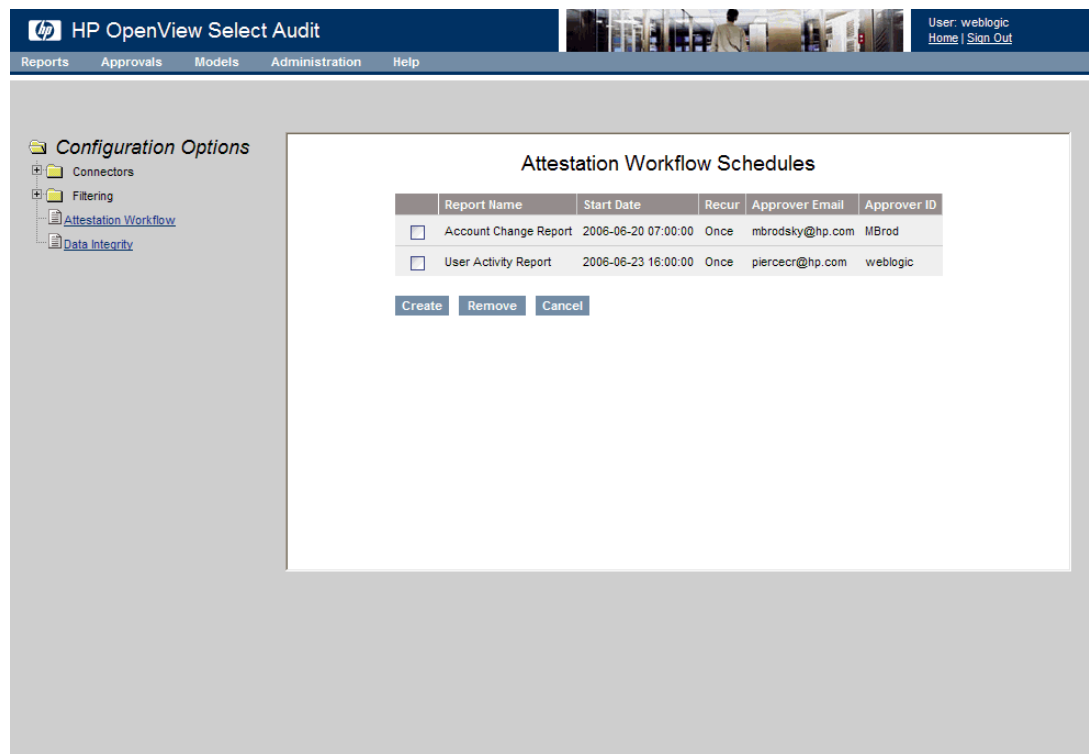 hp HP OpenView Select Audit
User: weblogic
Home | Sign Out
Reports Approvals Models Administration Help
Configuration Options
Connectors
Filtering
Attestation Workflow
Data Integrity
Attestation Workflow Schedules
Report Name Start Date Recur Approver Email Approver ID
Account Change Report 2006-06-20 07:00:00 Once mbrodsky@hp.com MBrod
User Activity Report 2006-06-23 16:00:00 Once piercecr@hp.com weblogic
Create Remove Cancel